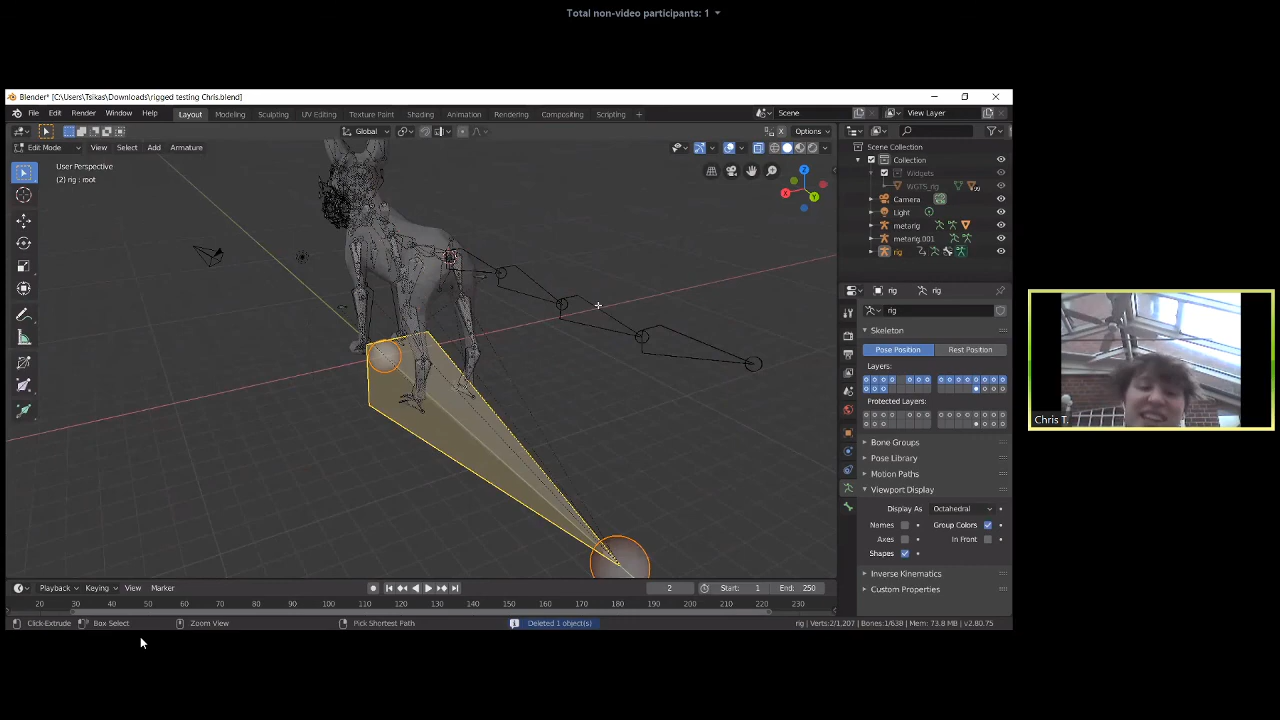 Total non-video participants: 1
Blender* [C:\Users\Tsikas\Downloads\rigged testing Chris.blend]
File Edit Render Window Help Layout Modeling Sculpting UV Editing Texture Paint Shading Animation Rendering Compositing Scripting + Scene View Layer
Global Options
Edit Mode View Select Add Armature
User Perspective
(2) rig : root
Z
X
Y
Scene Collection
Collection
Widgets
WGTS_rig
Camera
Light
metarig
metarig.001
rig
rig rig
rig
Skeleton
Pose Position Rest Position
Layers:
Protected Layers:
Bone Groups
Pose Library
Motion Paths
Viewport Display
Display As Octahedral
Names Group Colors
Axes In Front
Shapes
Inverse Kinematics
Custom Properties
Playback Keying View Marker 2 Start: 1 End: 250
20 30 40 50 60 70 80 90 100 110 120 130 140 150 160 170 180 190 200 210 220 230
Click-Extrude Box Select Zoom View Pick Shortest Path Deleted 1 object(s) rig | Verts:2/1,207 | Bones:1/638 | Mem: 73.8 MB | v2.80.75
Chris T.